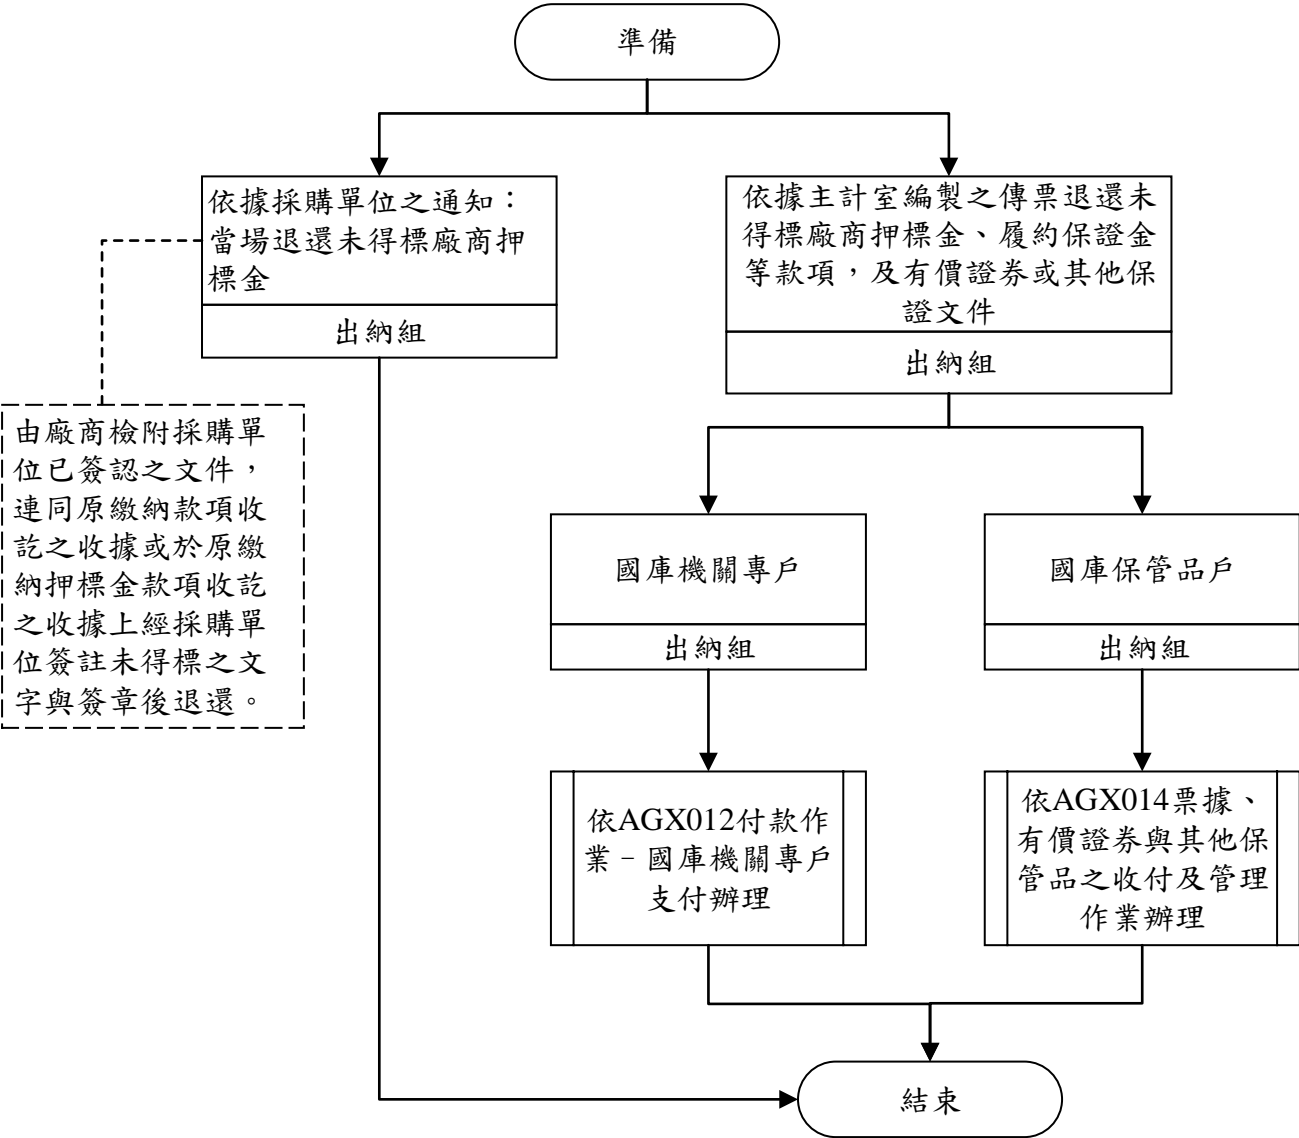 準備
依據採購單位之通知：
當場退還未得標廠商押
標金
出納組
依據主計室編製之傳票退還未
得標廠商押標金、履約保證金
等款項，及有價證券或其他保
證文件
出納組
由廠商檢附採購單
位已簽認之文件，
連同原繳納款項收
訖之收據或於原繳
納押標金款項收訖
之收據上經採購單
位簽註未得標之文
字與簽章後退還。
國庫機關專戶
出納組
國庫保管品戶
出納組
依AGX012付款作
業－國庫機關專戶
支付辦理
依AGX014票據、
有價證券與其他保
管品之收付及管理
作業辦理
結束